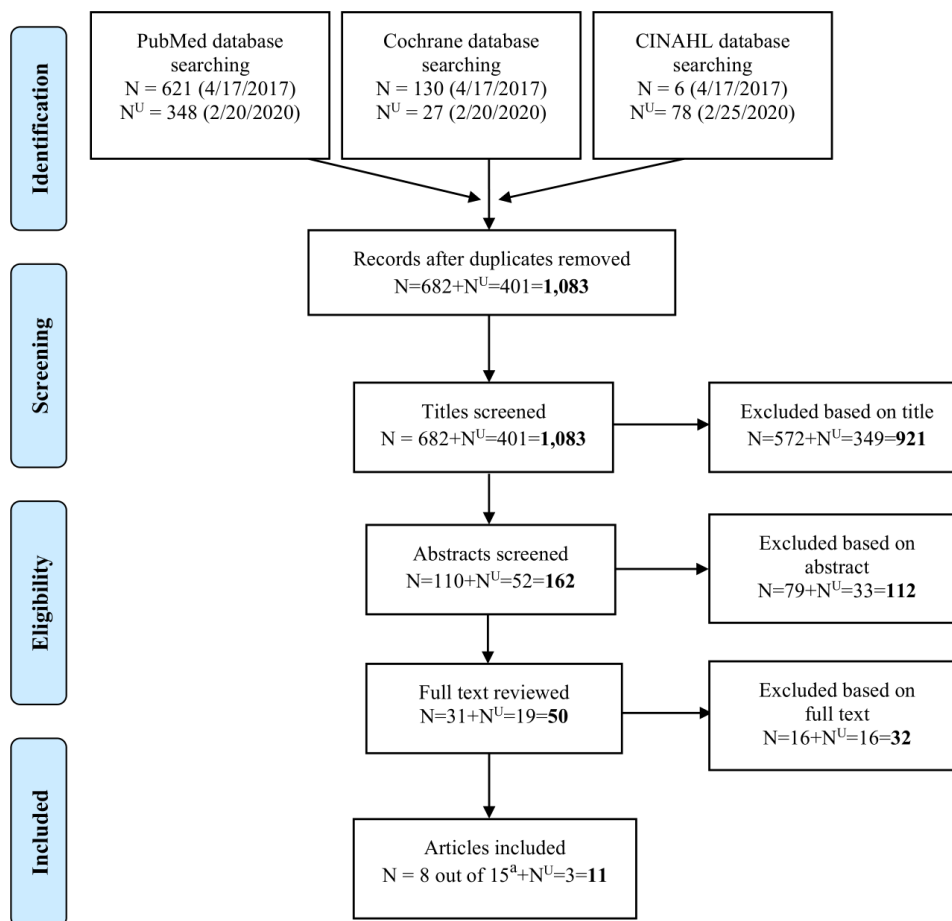 Identification
PubMed database
searching
N = 621 (4/17/2017)
Nᵁ = 348 (2/20/2020)
Cochrane database
searching
N = 130 (4/17/2017)
Nᵁ = 27 (2/20/2020)
CINAHL database
searching
N = 6 (4/17/2017)
Nᵁ= 78 (2/25/2020)
Records after duplicates removed
N=682+Nᵁ=401=1,083
Screening
Titles screened
N = 682+Nᵁ=401=1,083
Excluded based on title
N=572+Nᵁ=349=921
Eligibility
Abstracts screened
N=110+Nᵁ=52=162
Excluded based on
abstract
N=79+Nᵁ=33=112
Full text reviewed
N=31+Nᵁ=19=50
Excluded based on
full text
N=16+Nᵁ=16=32
Included
Articles included
N = 8 out of 15ᵃ+Nᵁ=3=11